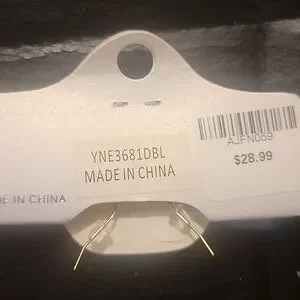 YNE3681DBL
MADE IN CHINA
AJFN059
$28.99
DE IN CHINA